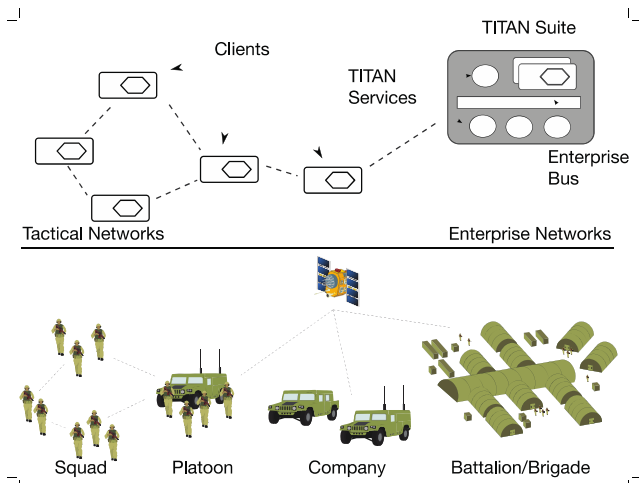 TITAN Suite
Clients
TITAN
Services
Enterprise
Bus
Tactical Networks
Enterprise Networks
Squad
Platoon
Company
Battalion/Brigade